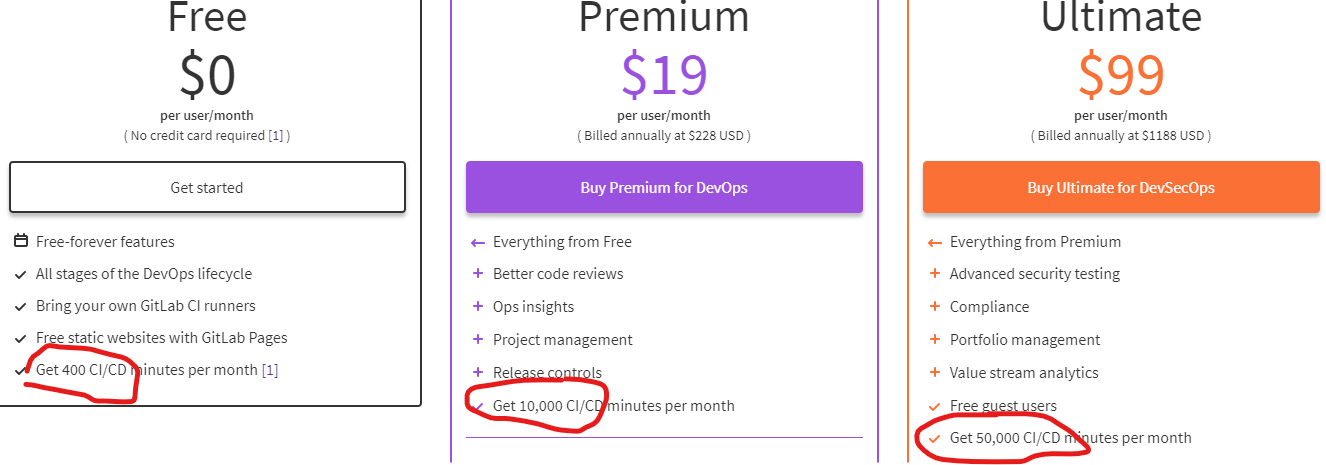 Free
$0
per user/month
( No credit card required [1] )
Get started
Free-forever features
All stages of the DevOps lifecycle
Bring your own GitLab CI runners
Free static websites with GitLab Pages
Get 400 CI/CD minutes per month [1]
Premium
$19
per user/month
( Billed annually at $228 USD )
Buy Premium for DevOps
Everything from Free
Better code reviews
Ops insights
Project management
Release controls
Get 10,000 CI/CD minutes per month
Ultimate
$99
per user/month
( Billed annually at $1188 USD )
Buy Ultimate for DevSecOps
Everything from Premium
Advanced security testing
Compliance
Portfolio management
Value stream analytics
Free guest users
Get 50,000 CI/CD minutes per month